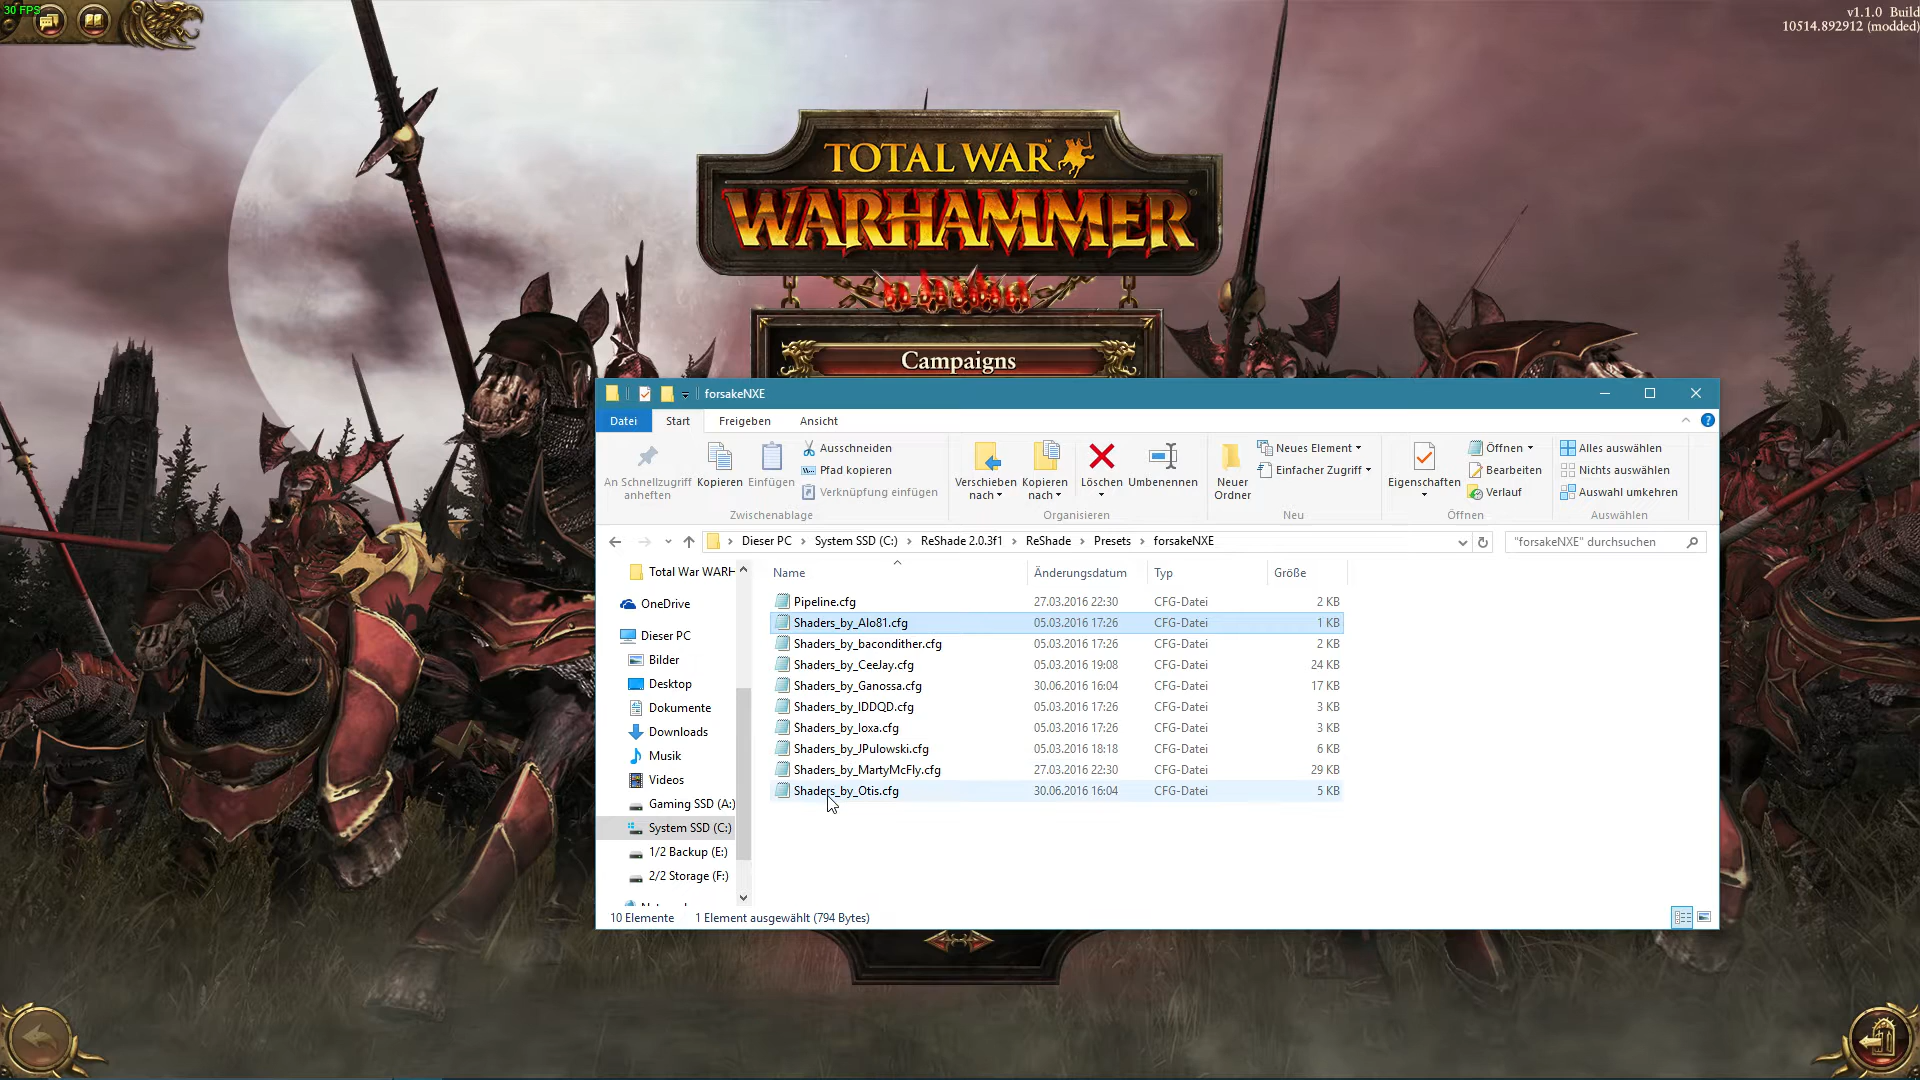 30 FPS
v1.1.0 Build
10514.892912 (modded)
TOTAL WAR™
WARHAMMER®
Campaigns
forsakeNXE
Datei Start Freigeben Ansicht
An Schnellzugriff anheften
Kopieren
Einfügen
Ausschneiden
Pfad kopieren
Verknüpfung einfügen
Zwischenablage
Verschieben nach
Kopieren nach
Löschen
Umbenennen
Organisieren
Neuer Ordner
Neues Element
Einfacher Zugriff
Neu
Eigenschaften
Öffnen
Bearbeiten
Verlauf
Öffnen
Alles auswählen
Nichts auswählen
Auswahl umkehren
Auswählen
Dieser PC > System SSD (C:) > ReShade 2.0.3f1 > ReShade > Presets > forsakeNXE
"forsakeNXE" durchsuchen
Total War WARH
OneDrive
Dieser PC
Bilder
Desktop
Dokumente
Downloads
Musik
Videos
Gaming SSD (A:)
System SSD (C:)
1/2 Backup (E:)
2/2 Storage (F:)
Name Änderungsdatum Typ Größe
Pipeline.cfg 27.03.2016 22:30 CFG-Datei 2 KB
Shaders_by_Alo81.cfg 05.03.2016 17:26 CFG-Datei 1 KB
Shaders_by_bacondither.cfg 05.03.2016 17:26 CFG-Datei 2 KB
Shaders_by_CeeJay.cfg 05.03.2016 19:08 CFG-Datei 24 KB
Shaders_by_Ganossa.cfg 30.06.2016 16:04 CFG-Datei 17 KB
Shaders_by_IDDQD.cfg 05.03.2016 17:26 CFG-Datei 3 KB
Shaders_by_Ioxa.cfg 05.03.2016 17:26 CFG-Datei 3 KB
Shaders_by_JPulowski.cfg 05.03.2016 18:18 CFG-Datei 6 KB
Shaders_by_MartyMcFly.cfg 27.03.2016 22:30 CFG-Datei 29 KB
Shaders_by_Otis.cfg 30.06.2016 16:04 CFG-Datei 5 KB
10 Elemente 1 Element ausgewählt (794 Bytes)